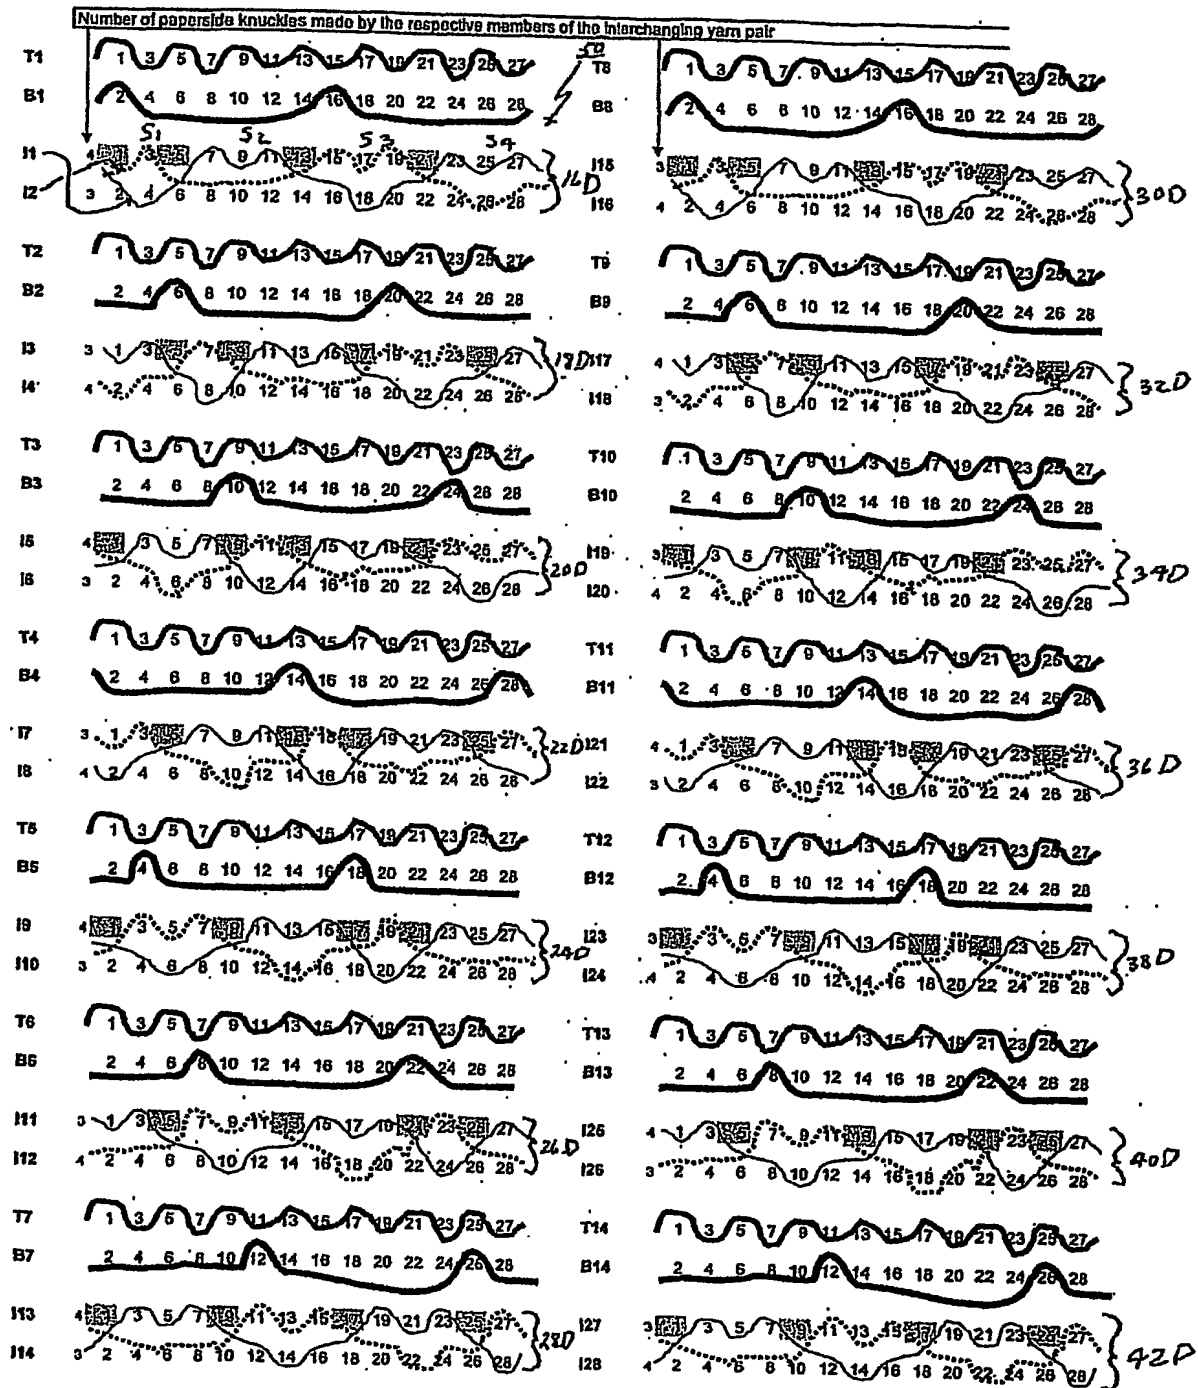 Number of paperside knuckles made by the respective members of the interchanging yarn pair
50
T1 1 3 5 7 9 11 13 15 17 19 21 23 25 27
B1 2 4 6 8 10 12 14 16 18 20 22 24 26 28
S1 S2 S3 S4
I1 4 3 7 9 11 15 17 19 23 25 27
16D
I2 3 2 4 6 8 10 12 14 16 18 20 22 24 26 28
T2 1 3 5 7 9 11 13 15 17 19 21 23 25 27
B2 2 4 6 8 10 12 14 16 18 20 22 24 26 28
I3 3 1 3 7 11 13 15 19 21 23 27
18D
I4 4 2 4 6 8 10 12 14 16 18 20 22 24 26 28
T3 1 3 5 7 9 11 13 15 17 19 21 23 25 27
B3 2 4 6 8 10 12 14 16 18 20 22 24 26 28
I5 4 3 5 7 11 15 17 19 23 25 27
20D
I6 3 2 4 6 8 10 12 14 16 18 20 22 24 26 28
T4 1 3 5 7 9 11 13 15 17 19 21 23 25 27
B4 2 4 6 8 10 12 14 16 18 20 22 24 26 28
I7 3 1 3 7 9 11 15 19 21 23 27
22D
I8 4 2 4 6 8 10 12 14 16 18 20 22 24 26 28
T5 1 3 5 7 9 11 13 15 17 19 21 23 25 27
B5 2 4 6 8 10 12 14 16 18 20 22 24 26 28
I9 4 3 5 7 11 13 15 19 23 25 27
24D
I10 3 2 4 6 8 10 12 14 16 18 20 22 24 26 28
T6 1 3 5 7 9 11 13 15 17 19 21 23 25 27
B6 2 4 6 8 10 12 14 16 18 20 22 24 26 28
I11 3 1 3 7 9 11 15 17 19 23 27
26D
I12 4 2 4 6 8 10 12 14 16 18 20 22 24 26 28
T7 1 3 5 7 9 11 13 15 17 19 21 23 25 27
B7 2 4 6 8 10 12 14 16 18 20 22 24 26 28
I13 4 3 5 7 11 13 15 19 21 23 27
28D
I14 3 2 4 6 8 10 12 14 16 18 20 22 24 26 28
T8 1 3 5 7 9 11 13 15 17 19 21 23 25 27
B8 2 4 6 8 10 12 14 16 18 20 22 24 26 28
I15 3 3 7 9 11 15 17 19 23 25 27
30D
I16 4 2 4 6 8 10 12 14 16 18 20 22 24 26 28
T9 1 3 5 7 9 11 13 15 17 19 21 23 25 27
B9 2 4 6 8 10 12 14 16 18 20 22 24 26 28
I17 4 1 3 7 11 13 15 19 21 23 27
32D
I18 3 2 4 6 8 10 12 14 16 18 20 22 24 26 28
T10 1 3 5 7 9 11 13 15 17 19 21 23 25 27
B10 2 4 6 8 10 12 14 16 18 20 22 24 26 28
I19 3 3 5 7 11 15 17 19 23 25 27
34D
I20 4 2 4 6 8 10 12 14 16 18 20 22 24 26 28
T11 1 3 5 7 9 11 13 15 17 19 21 23 25 27
B11 2 4 6 8 10 12 14 16 18 20 22 24 26 28
I21 4 1 3 7 9 11 15 19 21 23 27
36D
I22 3 2 4 6 8 10 12 14 16 18 20 22 24 26 28
T12 1 3 5 7 9 11 13 15 17 19 21 23 25 27
B12 2 4 6 8 10 12 14 16 18 20 22 24 26 28
I23 3 3 5 7 11 13 15 19 23 25 27
38D
I24 4 2 4 6 8 10 12 14 16 18 20 22 24 26 28
T13 1 3 5 7 9 11 13 15 17 19 21 23 25 27
B13 2 4 6 8 10 12 14 16 18 20 22 24 26 28
I25 4 1 3 7 9 11 15 17 19 23 27
40D
I26 3 2 4 6 8 10 12 14 16 18 20 22 24 26 28
T14 1 3 5 7 9 11 13 15 17 19 21 23 25 27
B14 2 4 6 8 10 12 14 16 18 20 22 24 26 28
I27 3 3 5 7 11 13 15 19 21 23 27
42D
I28 4 2 4 6 8 10 12 14 16 18 20 22 24 26 28